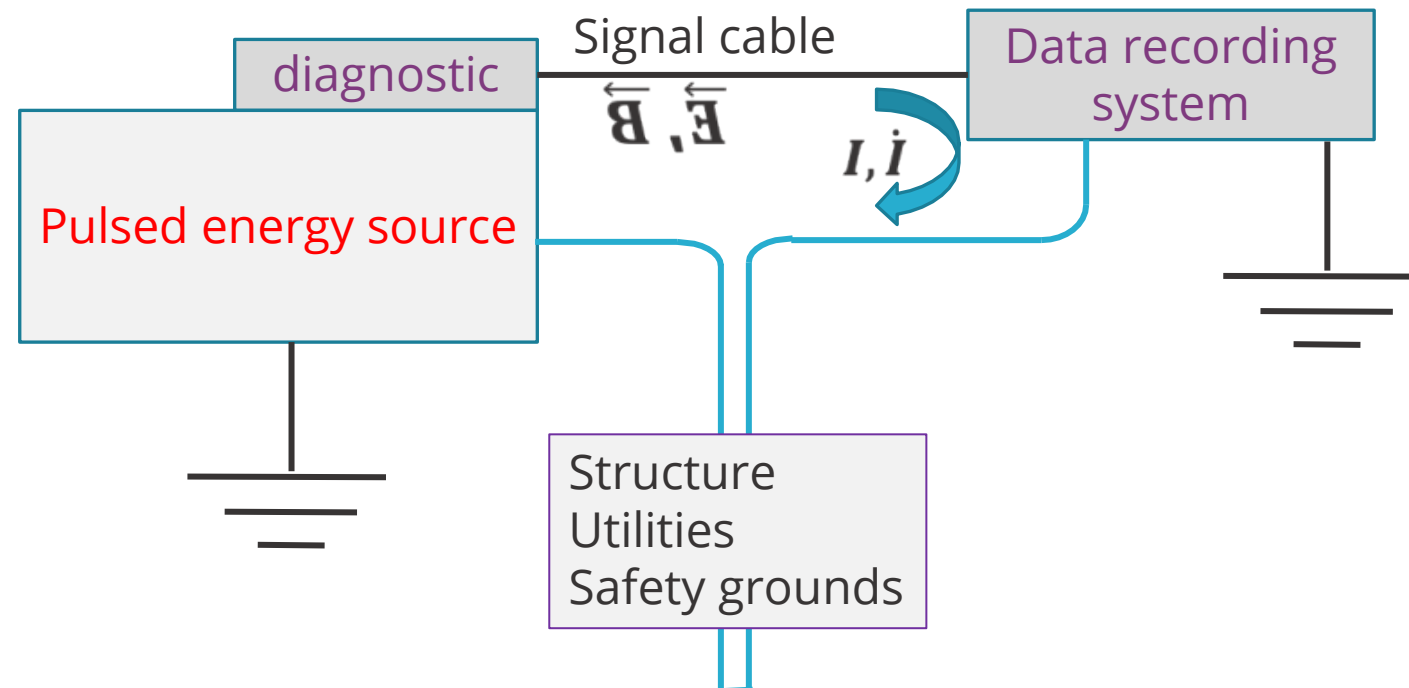 Signal cable
diagnostic
Data recording
system
E⃗, B⃗
I, İ
Pulsed energy source
Structure
Utilities
Safety grounds